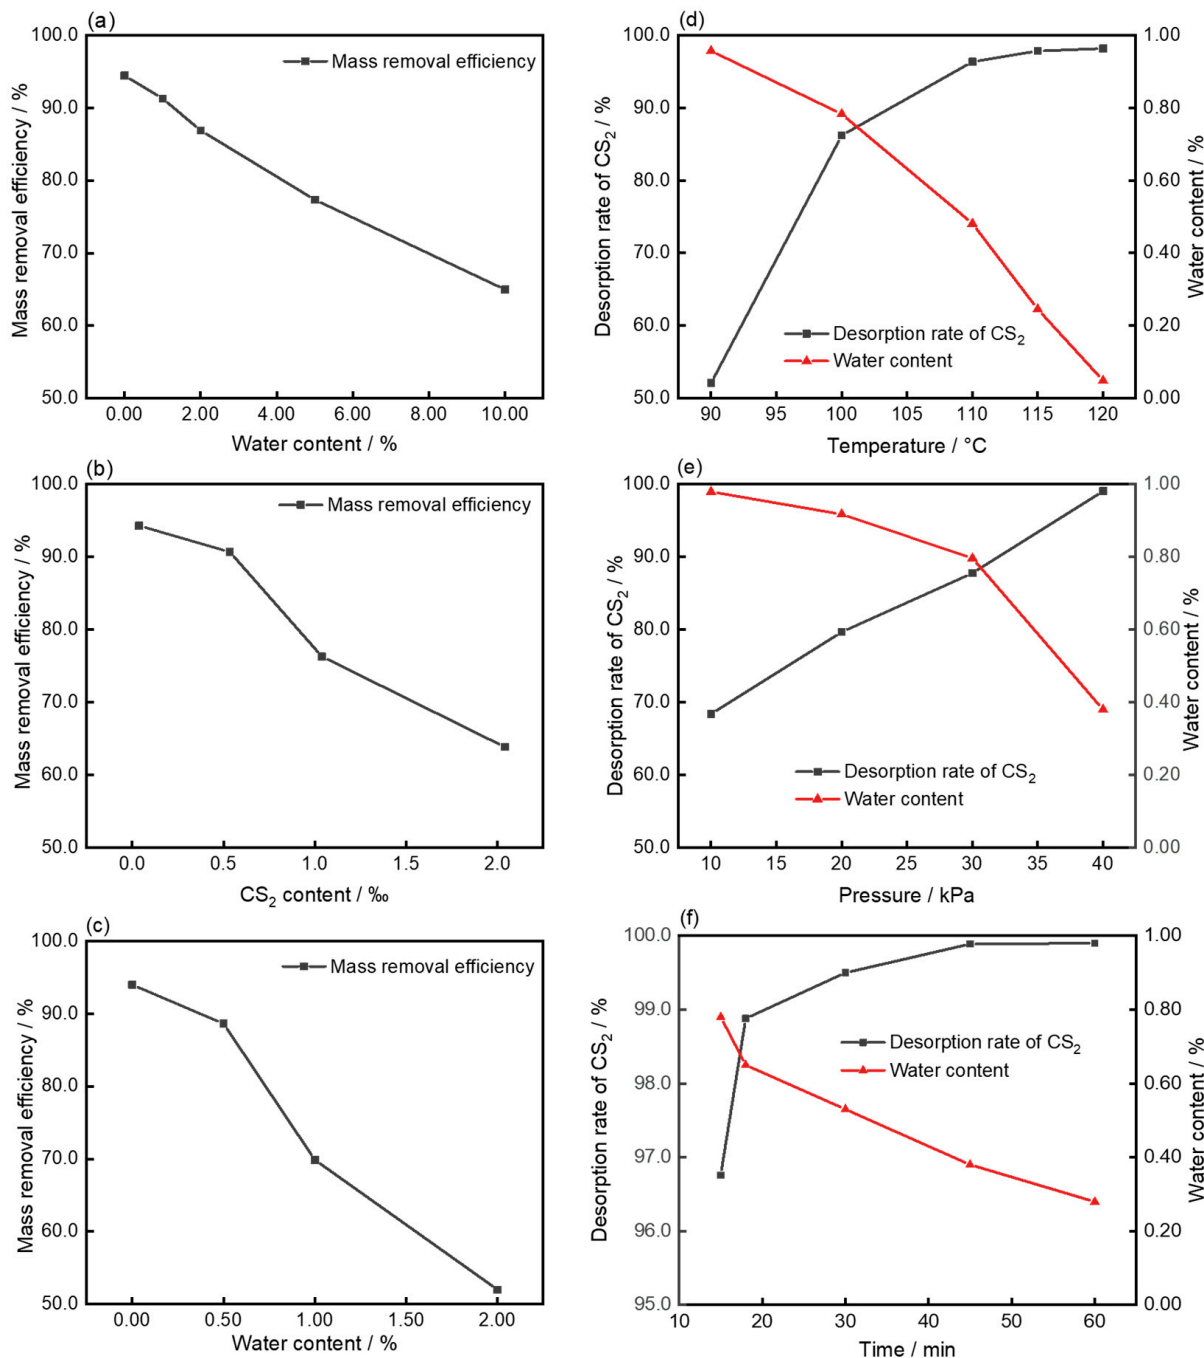 (a)
100.0
90.0
80.0
70.0
60.0
50.0
Mass removal efficiency / %
Mass removal efficiency
0.00 2.00 4.00 6.00 8.00 10.00
Water content / %
(b)
100.0
90.0
80.0
70.0
60.0
50.0
Mass removal efficiency / %
Mass removal efficiency
0.0 0.5 1.0 1.5 2.0
CS2 content / ‰
(c)
100.0
90.0
80.0
70.0
60.0
50.0
Mass removal efficiency / %
Mass removal efficiency
0.00 0.50 1.00 1.50 2.00
Water content / %
(d)
100.0
90.0
80.0
70.0
60.0
50.0
Desorption rate of CS2 / %
Desorption rate of CS2
Water content
1.00
0.80
0.60
0.40
0.20
0.00
Water content / %
90 95 100 105 110 115 120
Temperature / °C
(e)
100.0
90.0
80.0
70.0
60.0
50.0
Desorption rate of CS2 / %
Desorption rate of CS2
Water content
1.00
0.80
0.60
0.40
0.20
0.00
Water content / %
10 15 20 25 30 35 40
Pressure / kPa
(f)
100.0
99.0
98.0
97.0
96.0
95.0
Desorption rate of CS2 / %
Desorption rate of CS2
Water content
1.00
0.80
0.60
0.40
0.20
0.00
Water content / %
10 20 30 40 50 60
Time / min